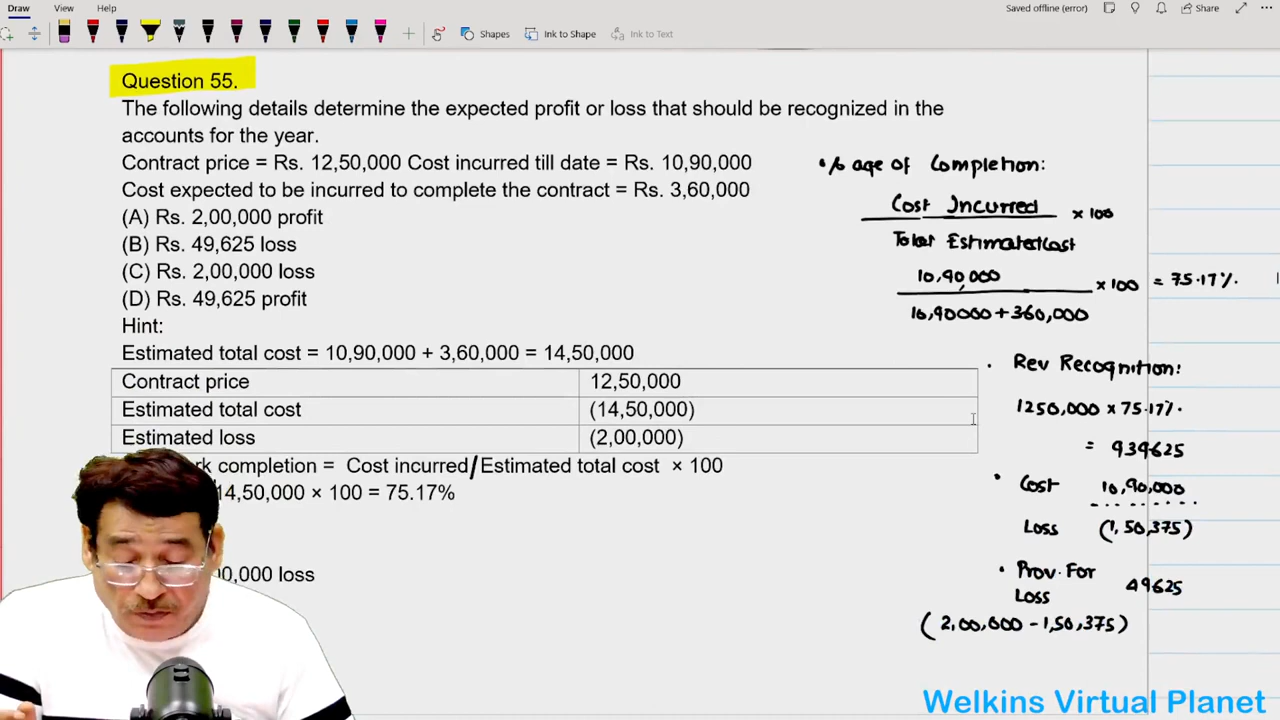 Draw View Help Saved offline (error) Share
Shapes Ink to Shape Ink to Text
Question 55.
The following details determine the expected profit or loss that should be recognized in the
accounts for the year.
Contract price = Rs. 12,50,000 Cost incurred till date = Rs. 10,90,000
Cost expected to be incurred to complete the contract = Rs. 3,60,000
(A) Rs. 2,00,000 profit
(B) Rs. 49,625 loss
(C) Rs. 2,00,000 loss
(D) Rs. 49,625 profit
Hint:
Estimated total cost = 10,90,000 + 3,60,000 = 14,50,000
Contract price 12,50,000
Estimated total cost (14,50,000)
Estimated loss (2,00,000)
completion = Cost incurred/Estimated total cost × 100
14,50,000 × 100 = 75.17%
loss
• % age of Completion:
Cost Incurred × 100
Total Estimated Cost
10,90,000 × 100 = 75.17%.
10,90000 + 360,000
• Rev Recognition:
1250,000 × 75.17%.
= 939625
• Cost 10,90,000
Loss (1,50,375)
• Prov. For 49625
Loss
(2,00,000 - 1,50,375)
Welkins Virtual Planet